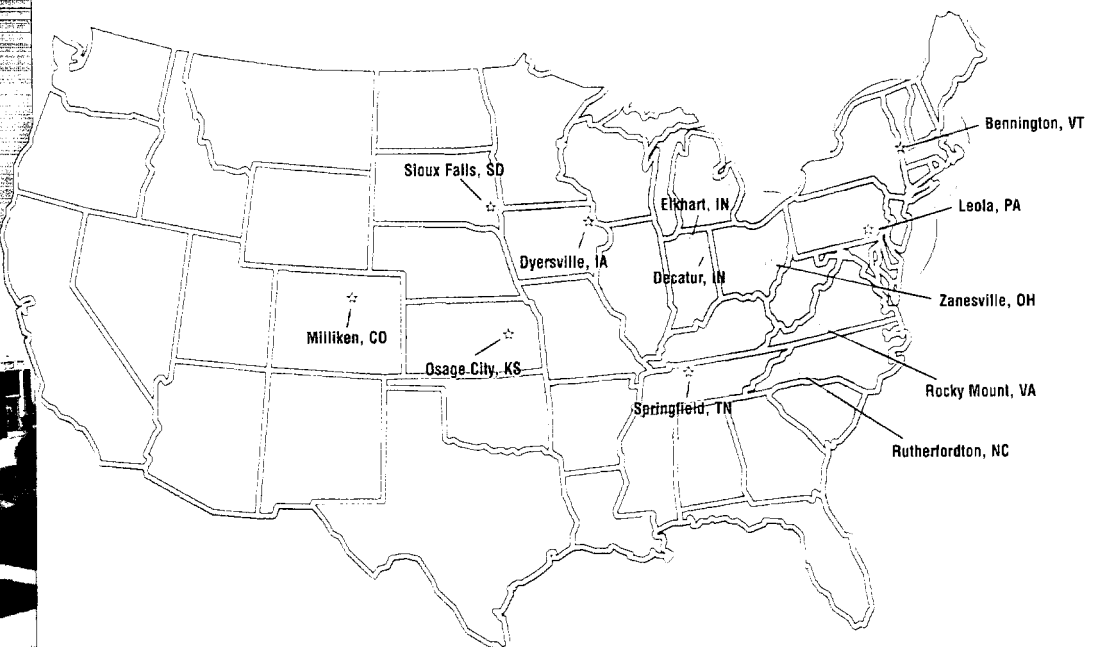 Bennington, VT
Sioux Falls, SD
Elkhart, IN
Leola, PA
Dyersville, IA
Decatur, IN
Zanesville, OH
Milliken, CO
Osage City, KS
Rocky Mount, VA
Springfield, TN
Rutherfordton, NC